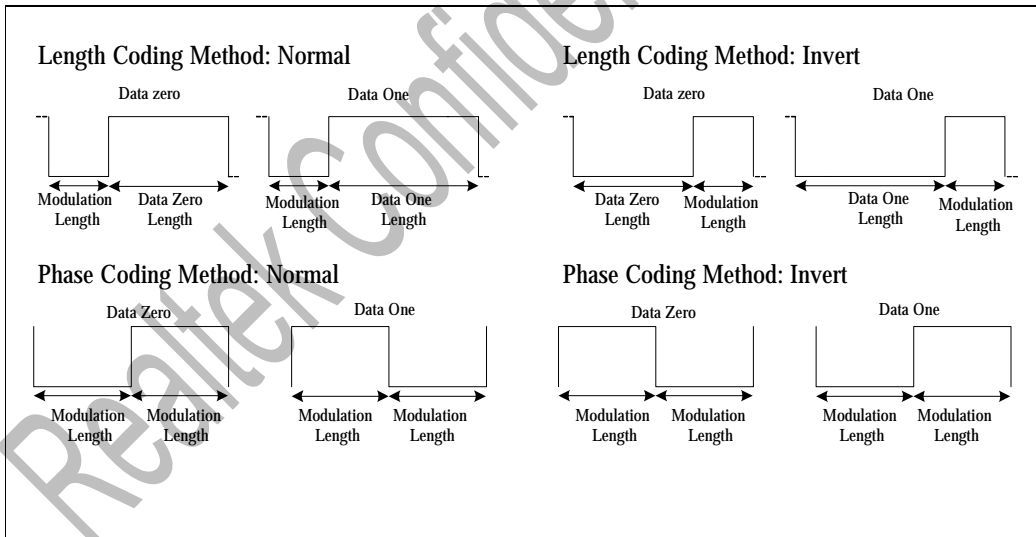 Length Coding Method: Normal
Data zero
Data One
Modulation Length
Data Zero Length
Modulation Length
Data One Length
Length Coding Method: Invert
Data zero
Data One
Data Zero Length
Modulation Length
Data One Length
Modulation Length
Phase Coding Method: Normal
Data Zero
Data One
Modulation Length
Modulation Length
Modulation Length
Modulation Length
Phase Coding Method: Invert
Data Zero
Data One
Modulation Length
Modulation Length
Modulation Length
Modulation Length
Realtek Confide